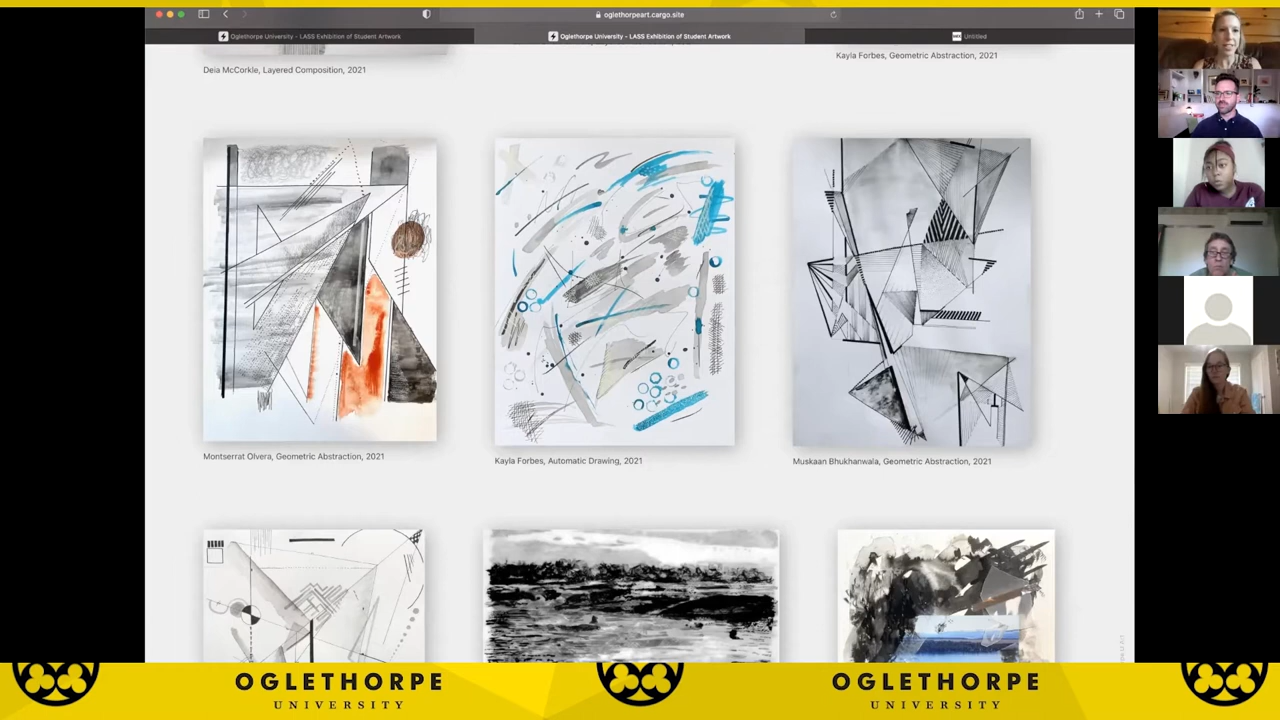 oglethorpeart.cargo.site
Oglethorpe University - LASS Exhibition of Student Artwork
Oglethorpe University - LASS Exhibition of Student Artwork
Untitled
Deia McCorkle, Layered Composition, 2021
Kayla Forbes, Geometric Abstraction, 2021
Montserrat Olvera, Geometric Abstraction, 2021
Kayla Forbes, Automatic Drawing, 2021
Muskaan Bhukhanwala, Geometric Abstraction, 2021
OGLETHORPE
UNIVERSITY
OGLETHORPE
UNIVERSITY